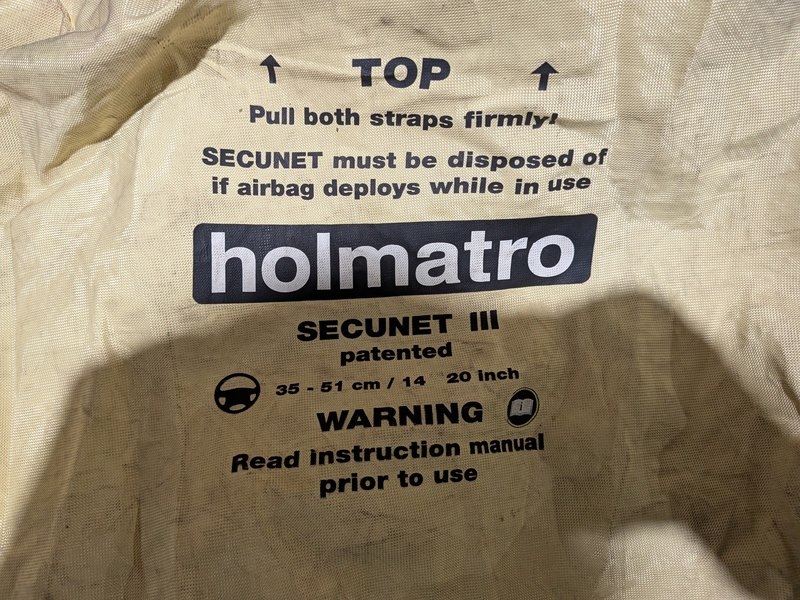 ↑ TOP ↑
Pull both straps firmly!
SECUNET must be disposed of
if airbag deploys while in use
holmatro
SECUNET III
patented
35 - 51 cm / 14 20 inch
WARNING
Read instruction manual
prior to use